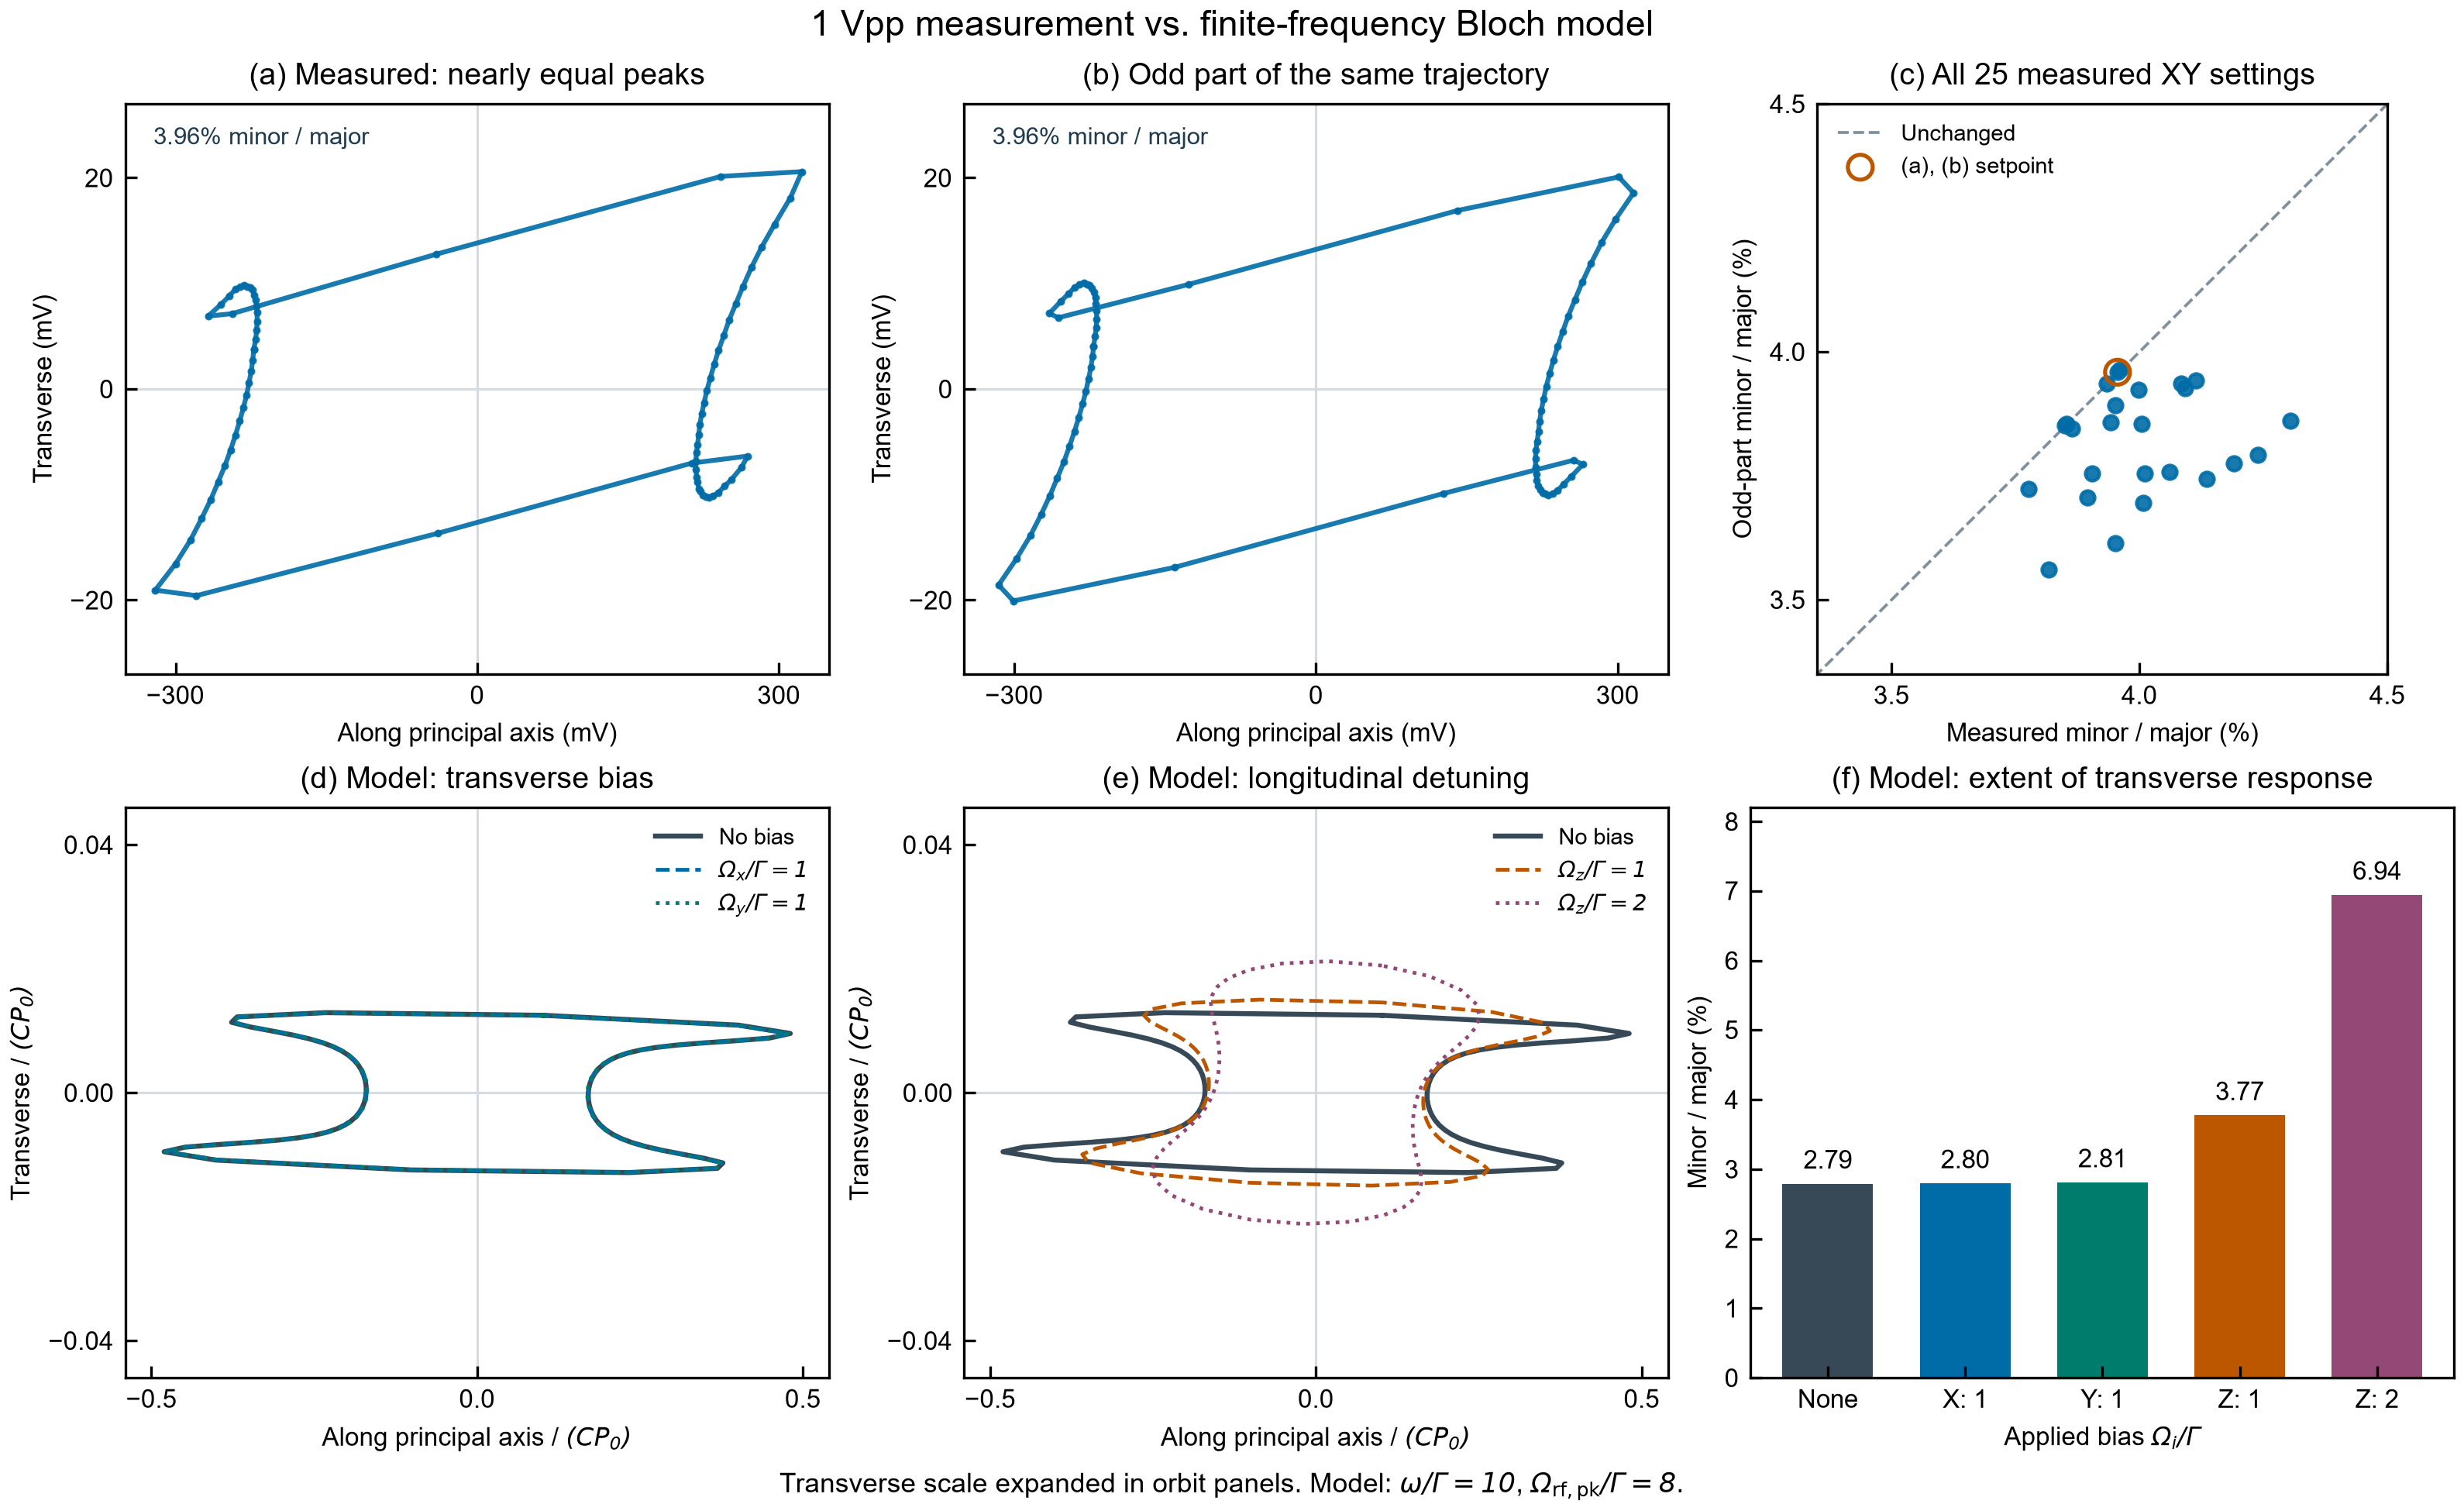 1 Vpp measurement vs. finite-frequency Bloch model
(a) Measured: nearly equal peaks
3.96% minor / major
Transverse (mV)
20
0
−20
−300
0
300
Along principal axis (mV)
(b) Odd part of the same trajectory
3.96% minor / major
Transverse (mV)
20
0
−20
−300
0
300
Along principal axis (mV)
(c) All 25 measured XY settings
Unchanged
(a), (b) setpoint
Odd-part minor / major (%)
4.5
4.0
3.5
3.5
4.0
4.5
Measured minor / major (%)
(d) Model: transverse bias
No bias
Ωx/Γ = 1
Ωy/Γ = 1
Transverse / (CP0)
0.04
0.00
−0.04
−0.5
0.0
0.5
Along principal axis / (CP0)
(e) Model: longitudinal detuning
No bias
Ωz/Γ = 1
Ωz/Γ = 2
Transverse / (CP0)
0.04
0.00
−0.04
−0.5
0.0
0.5
Along principal axis / (CP0)
(f) Model: extent of transverse response
Minor / major (%)
8
7
6
5
4
3
2
1
0
2.79
2.80
2.81
3.77
6.94
None
X: 1
Y: 1
Z: 1
Z: 2
Applied bias Ωi/Γ
Transverse scale expanded in orbit panels. Model: ω/Γ = 10, Ωrf, pk/Γ = 8.